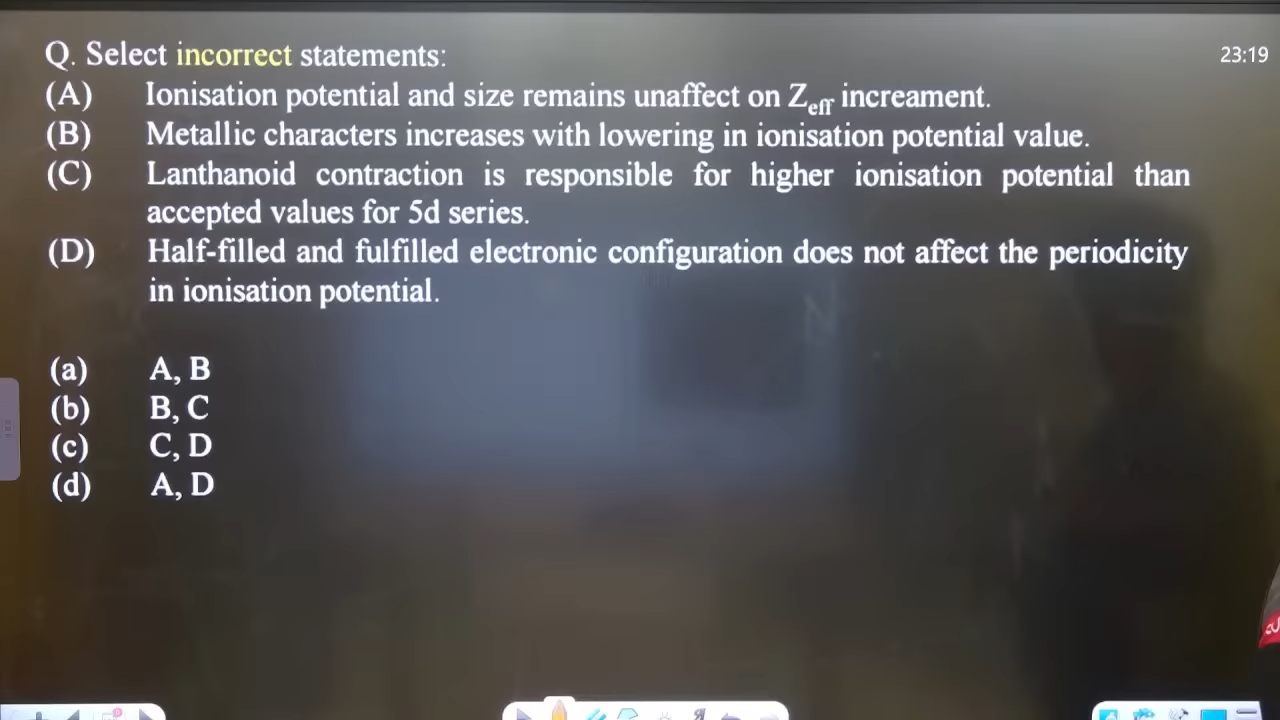 Q. Select incorrect statements:
23:19
(A) Ionisation potential and size remains unaffect on Zeff increament.
(B) Metallic characters increases with lowering in ionisation potential value.
(C) Lanthanoid contraction is responsible for higher ionisation potential than
accepted values for 5d series.
(D) Half-filled and fulfilled electronic configuration does not affect the periodicity
in ionisation potential.
(a) A, B
(b) B, C
(c) C, D
(d) A, D